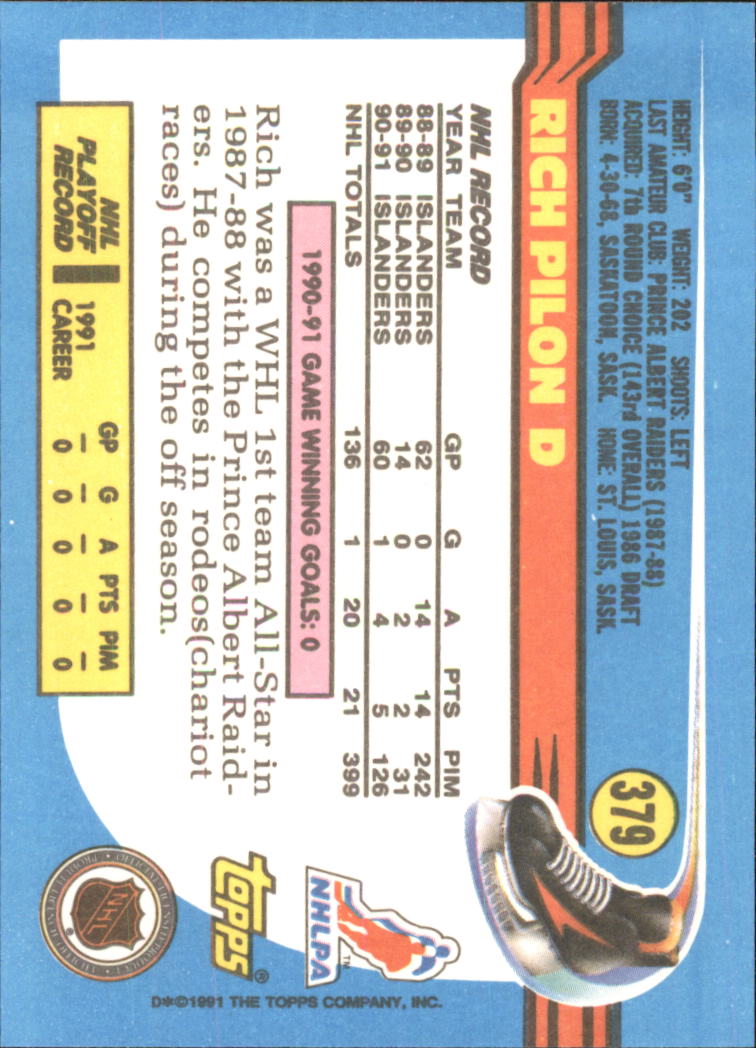 HEIGHT: 6'0" WEIGHT: 202 SHOOTS: LEFT
LAST AMATEUR CLUB: PRINCE ALBERT RAIDERS (1987-88)
ACQUIRED: 7th ROUND CHOICE (143rd OVERALL) 1986 DRAFT
BORN: 4-30-68, SASKATOON, SASK. HOME: ST. LOUIS, SASK.
379
RICH PILON D
NHL RECORD
YEAR TEAM GP G A PTS PIM
88-89 ISLANDERS 62 0 14 14 242
89-90 ISLANDERS 14 0 2 2 31
90-91 ISLANDERS 60 1 4 5 126
NHL TOTALS 136 1 20 21 399
1990-91 GAME WINNING GOALS: 0
Rich was a WHL 1st team All-Star in
1987-88 with the Prince Albert Raid-
ers. He competes in rodeos(chariot
races) during the off season.
NHL PLAYOFF RECORD
GP G A PTS PIM
1991 – – – – –
CAREER 0 0 0 0 0
NHLPA TM
topps ®
NHL ®
D*©1991 THE TOPPS COMPANY, INC.